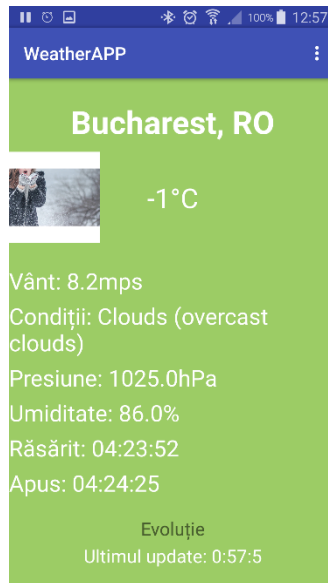 100% 12:57
WeatherAPP
Bucharest, RO
-1°C
Vânt: 8.2mps
Condiții: Clouds (overcast
clouds)
Presiune: 1025.0hPa
Umiditate: 86.0%
Răsărit: 04:23:52
Apus: 04:24:25
Evoluție
Ultimul update: 0:57:5